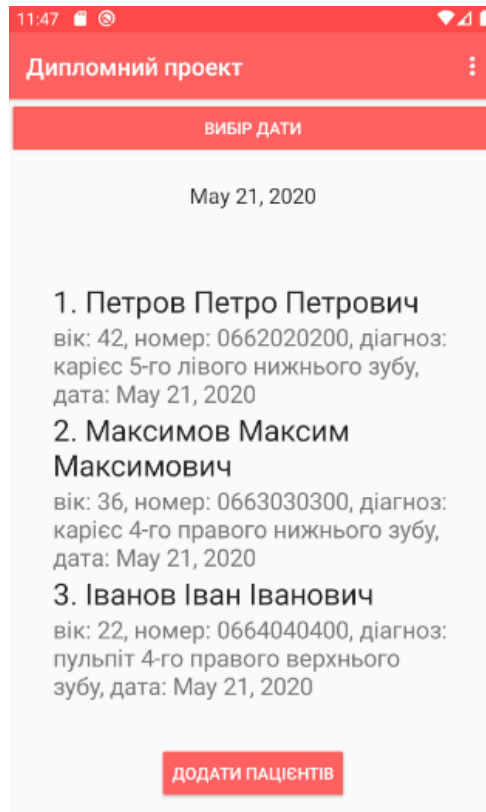 11:47
Дипломний проект
ВИБІР ДАТИ
May 21, 2020
1. Петров Петро Петрович
вік: 42, номер: 0662020200, діагноз:
карієс 5-го лівого нижнього зубу,
дата: May 21, 2020
2. Максимов Максим
Максимович
вік: 36, номер: 0663030300, діагноз:
карієс 4-го правого нижнього зубу,
дата: May 21, 2020
3. Іванов Іван Іванович
вік: 22, номер: 0664040400, діагноз:
пульпіт 4-го правого верхнього
зубу, дата: May 21, 2020
ДОДАТИ ПАЦІЄНТІВ